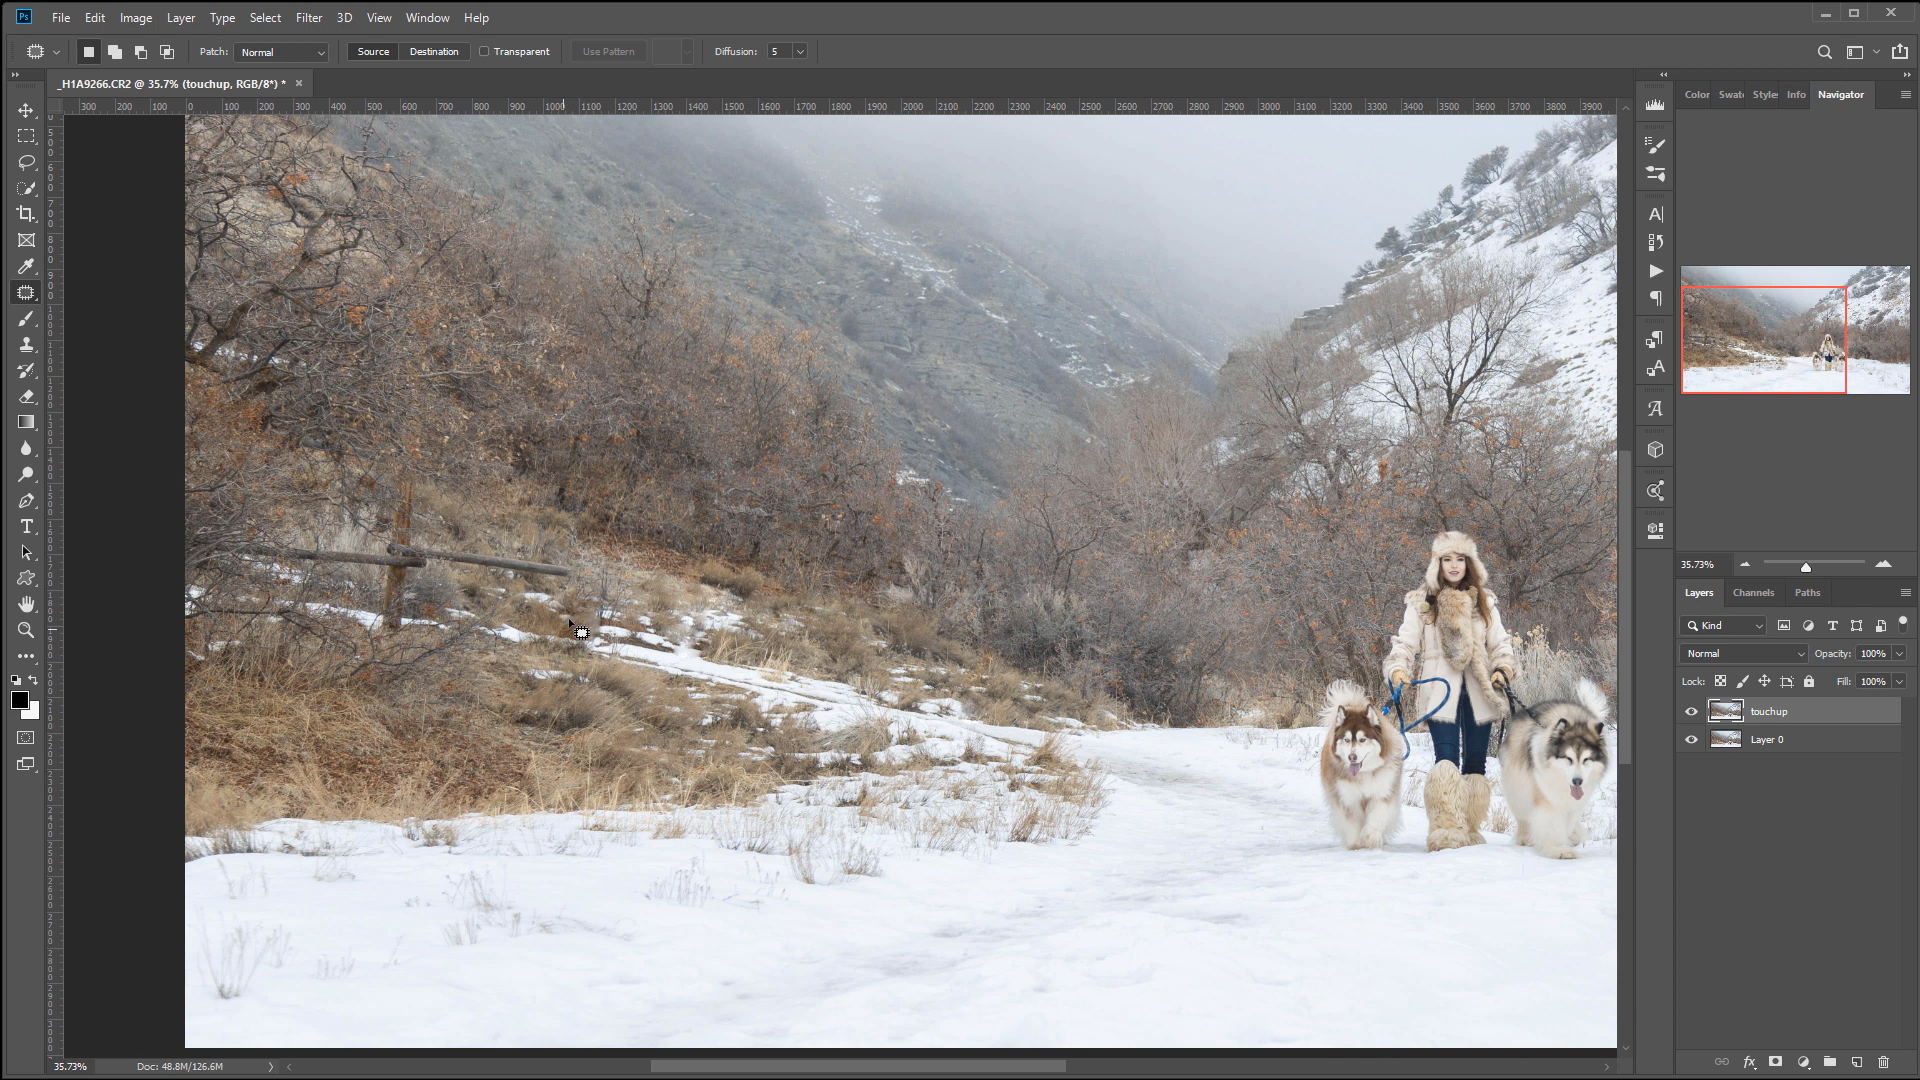 Ps File Edit Image Layer Type Select Filter 3D View Window Help
Patch: Normal Source Destination Transparent Use Pattern Diffusion: 5
_H1A9266.CR2 @ 35.7% (touchup, RGB/8*) * ×
300 200 100 0 100 200 300 400 500 600 700 800 900 1000 1100 1200 1300 1400 1500 1600 1700 1800 1900 2000 2100 2200 2300 2400 2500 2600 2700 2800 2900 3000 3100 3200 3300 3400 3500 3600 3700 3800 3900
Color Swatc Styles Info Navigator
35.73%
Layers Channels Paths
Kind
Normal Opacity: 100%
Lock: Fill: 100%
touchup
Layer 0
35.73% Doc: 48.8M/126.6M